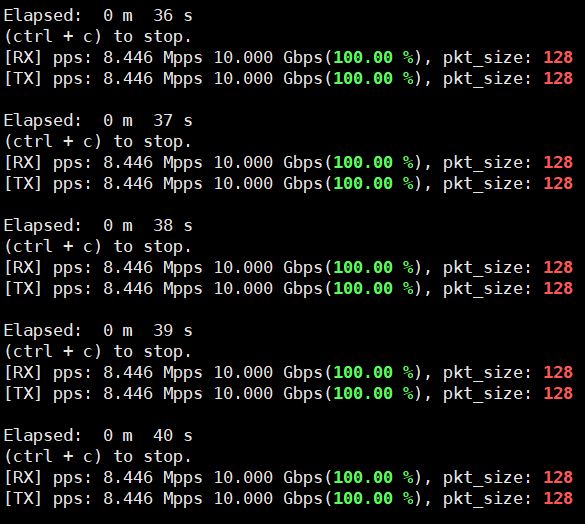 Elapsed:  0 m  36 s
(ctrl + c) to stop.
[RX] pps: 8.446 Mpps 10.000 Gbps(100.00 %), pkt_size: 128
[TX] pps: 8.446 Mpps 10.000 Gbps(100.00 %), pkt_size: 128

Elapsed:  0 m  37 s
(ctrl + c) to stop.
[RX] pps: 8.446 Mpps 10.000 Gbps(100.00 %), pkt_size: 128
[TX] pps: 8.446 Mpps 10.000 Gbps(100.00 %), pkt_size: 128

Elapsed:  0 m  38 s
(ctrl + c) to stop.
[RX] pps: 8.446 Mpps 10.000 Gbps(100.00 %), pkt_size: 128
[TX] pps: 8.446 Mpps 10.000 Gbps(100.00 %), pkt_size: 128

Elapsed:  0 m  39 s
(ctrl + c) to stop.
[RX] pps: 8.446 Mpps 10.000 Gbps(100.00 %), pkt_size: 128
[TX] pps: 8.446 Mpps 10.000 Gbps(100.00 %), pkt_size: 128

Elapsed:  0 m  40 s
(ctrl + c) to stop.
[RX] pps: 8.446 Mpps 10.000 Gbps(100.00 %), pkt_size: 128
[TX] pps: 8.446 Mpps 10.000 Gbps(100.00 %), pkt_size: 128